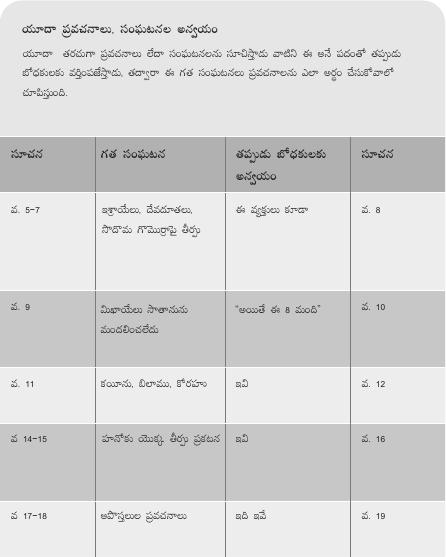 యూదా ప్రవచనాలు, సంఘటనల అన్వయం
యూదా తరచుగా ప్రవచనాలు లేదా సంఘటనలను సూచిస్తాడు వాటిని ఈ అనే పదంతో తప్పుడు
బోధకులకు వర్తింపజేస్తాడు, తద్వారా ఈ గత సంఘటనలు ప్రవచనాలను ఎలా అర్థం చేసుకోవాలో
చూపిస్తుంది.
సూచన గత సంఘటన తప్పుడు బోధకులకు సూచన
అన్వయం
వ. 5-7 ఇశ్రాయేలు, దేవదూతలు, ఈ వ్యక్తులు కూడా వ. 8
సొదొమ గొమొర్రాపై తీర్పు
వ. 9 మిఖాయేలు సాతానును "అయితే ఈ 8 మంది" వ. 10
మందలించలేదు
వ. 11 కయీను, బిలాము, కోరహు ఇవి వ. 12
వ 14-15 హనోకు యొక్క తీర్పు ప్రకటన ఇవి వ. 16
వ 17-18 అపొస్తలుల ప్రవచనాలు ఇది ఇవే వ. 19